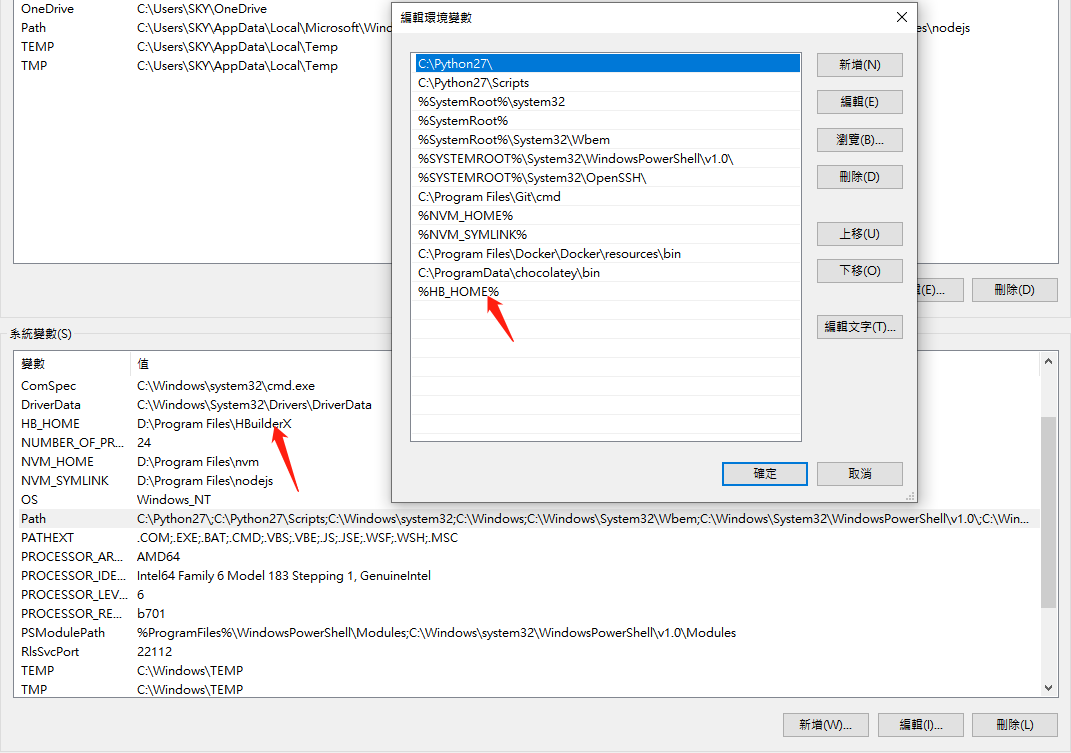 OneDrive C:\Users\SKY\OneDrive
Path C:\Users\SKY\AppData\Local\Microsoft\Wind es\nodejs
TEMP C:\Users\SKY\AppData\Local\Temp
TMP C:\Users\SKY\AppData\Local\Temp
編輯環境變數
C:\Python27\
C:\Python27\Scripts
%SystemRoot%\system32
%SystemRoot%
%SystemRoot%\System32\Wbem
%SYSTEMROOT%\System32\WindowsPowerShell\v1.0\
%SYSTEMROOT%\System32\OpenSSH\
C:\Program Files\Git\cmd
%NVM_HOME%
%NVM_SYMLINK%
C:\Program Files\Docker\Docker\resources\bin
C:\ProgramData\chocolatey\bin
%HB_HOME%
新增(N)
編輯(E)
瀏覽(B)...
刪除(D)
上移(U)
下移(O)
編輯文字(T)...
確定 取消
(E)... 刪除(D)
系統變數(S)
變數 值
ComSpec C:\Windows\system32\cmd.exe
DriverData C:\Windows\System32\Drivers\DriverData
HB_HOME D:\Program Files\HBuilderX
NUMBER_OF_PR... 24
NVM_HOME D:\Program Files\nvm
NVM_SYMLINK D:\Program Files\nodejs
OS Windows_NT
Path C:\Python27\;C:\Python27\Scripts;C:\Windows\system32;C:\Windows;C:\Windows\System32\Wbem;C:\Windows\System32\WindowsPowerShell\v1.0\;C:\Win...
PATHEXT .COM;.EXE;.BAT;.CMD;.VBS;.VBE;.JS;.JSE;.WSF;.WSH;.MSC
PROCESSOR_AR... AMD64
PROCESSOR_IDE... Intel64 Family 6 Model 183 Stepping 1, GenuineIntel
PROCESSOR_LEV... 6
PROCESSOR_RE... b701
PSModulePath %ProgramFiles%\WindowsPowerShell\Modules;C:\Windows\system32\WindowsPowerShell\v1.0\Modules
RlsSvcPort 22112
TEMP C:\Windows\TEMP
TMP C:\Windows\TEMP
新增(W)... 編輯(I)... 刪除(L)